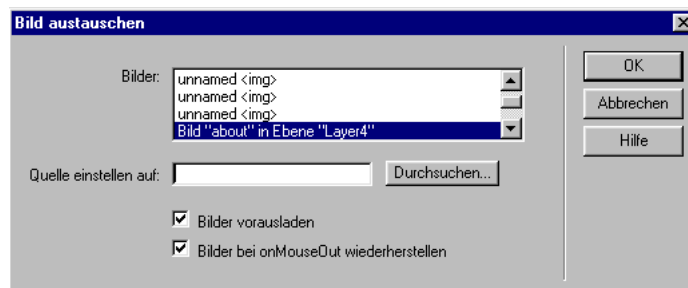 Bild austauschen
Bilder:
unnamed <img>
unnamed <img>
unnamed <img>
Bild "about" in Ebene "Layer4"
Quelle einstellen auf:
Durchsuchen...
Bilder vorausladen
Bilder bei onMouseOut wiederherstellen
OK
Abbrechen
Hilfe